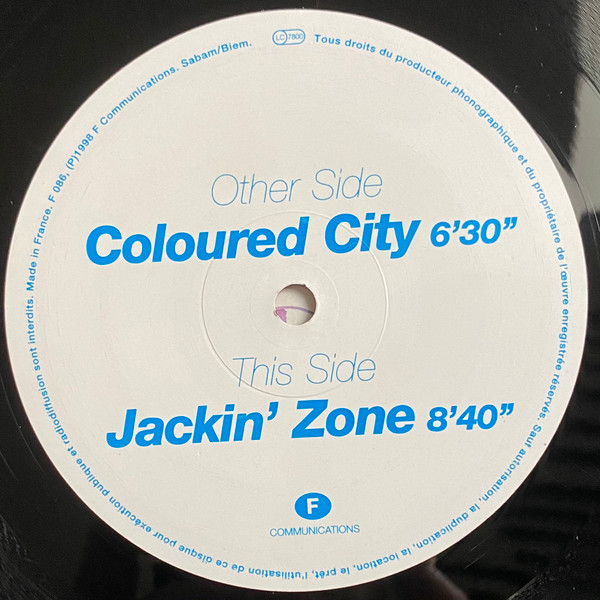 Other Side
Coloured City 6'30”
This Side
Jackin' Zone 8'40”
F
COMMUNICATIONS
Made in France. F 086, (P)1998 F Communications. Sabam/Biem. LC 7800 Tous droits du producteur phonographique et du propriétaire de l'œuvre enregistrée réservés. Sauf autorisation, la duplication, la location, le prêt, l'utilisation de ce disque pour exécution publique et radiodiffusion sont interdits.